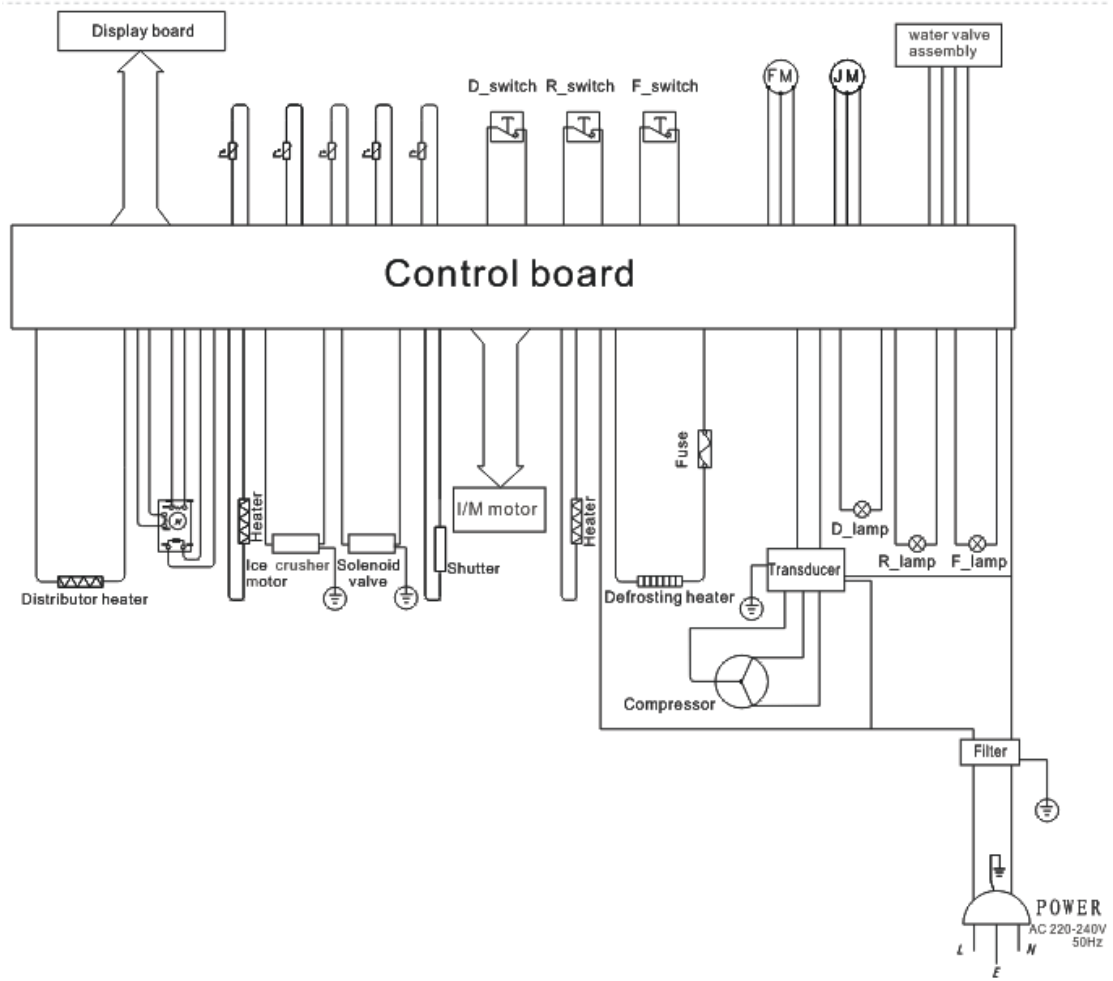 Display board
water valve
assembly
D_switch
R_switch
F_switch
FM
JM
Control board
Fuse
Heater
I/M motor
Heater
D_lamp
Ice crusher
motor
Solenoid
valve
Shutter
Transducer
R_lamp
F_lamp
Distributor heater
Defrosting heater
Compressor
Filter
POWER
AC 220-240V
50Hz
L
N
E